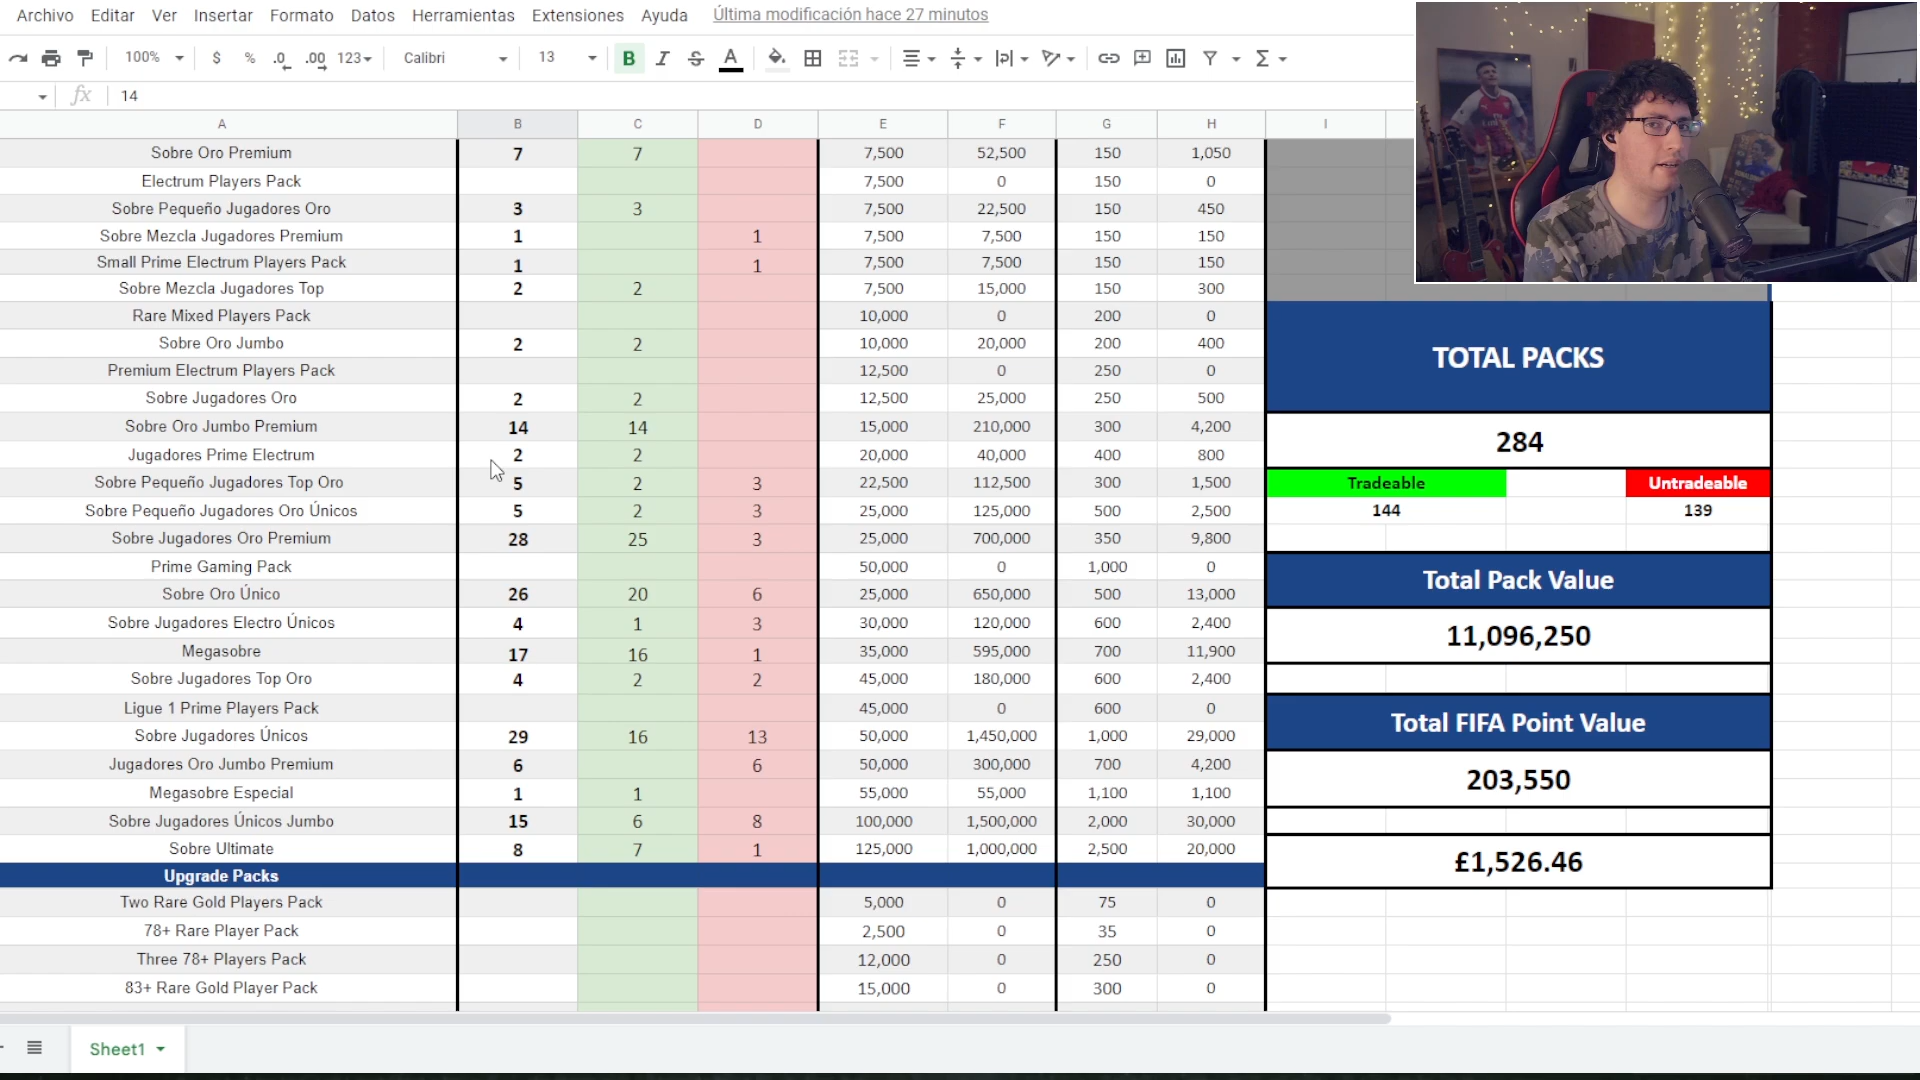 Archivo Editar Ver Insertar Formato Datos Herramientas Extensiones Ayuda Última modificación hace 27 minutos
100% $ % .0 .00 123 Calibri 13 B I S A Σ
fx 14
A B C D E F G H I
Sobre Oro Premium 7 7 7,500 52,500 150 1,050
Electrum Players Pack 7,500 0 150 0
Sobre Pequeño Jugadores Oro 3 3 7,500 22,500 150 450
Sobre Mezcla Jugadores Premium 1 1 7,500 7,500 150 150
Small Prime Electrum Players Pack 1 1 7,500 7,500 150 150
Sobre Mezcla Jugadores Top 2 2 7,500 15,000 150 300
Rare Mixed Players Pack 10,000 0 200 0
Sobre Oro Jumbo 2 2 10,000 20,000 200 400
TOTAL PACKS
Premium Electrum Players Pack 12,500 0 250 0
Sobre Jugadores Oro 2 2 12,500 25,000 250 500
Sobre Oro Jumbo Premium 14 14 15,000 210,000 300 4,200
284
Jugadores Prime Electrum 2 2 20,000 40,000 400 800
Sobre Pequeño Jugadores Top Oro 5 2 3 22,500 112,500 300 1,500 Tradeable Untradeable
Sobre Pequeño Jugadores Oro Únicos 5 2 3 25,000 125,000 500 2,500 144 139
Sobre Jugadores Oro Premium 28 25 3 25,000 700,000 350 9,800
Prime Gaming Pack 50,000 0 1,000 0
Total Pack Value
Sobre Oro Único 26 20 6 25,000 650,000 500 13,000
Sobre Jugadores Electro Únicos 4 1 3 30,000 120,000 600 2,400
11,096,250
Megasobre 17 16 1 35,000 595,000 700 11,900
Sobre Jugadores Top Oro 4 2 2 45,000 180,000 600 2,400
Ligue 1 Prime Players Pack 45,000 0 600 0
Total FIFA Point Value
Sobre Jugadores Únicos 29 16 13 50,000 1,450,000 1,000 29,000
Jugadores Oro Jumbo Premium 6 6 50,000 300,000 700 4,200
203,550
Megasobre Especial 1 1 55,000 55,000 1,100 1,100
Sobre Jugadores Únicos Jumbo 15 6 8 100,000 1,500,000 2,000 30,000
Sobre Ultimate 8 7 1 125,000 1,000,000 2,500 20,000
£1,526.46
Upgrade Packs
Two Rare Gold Players Pack 5,000 0 75 0
78+ Rare Player Pack 2,500 0 35 0
Three 78+ Players Pack 12,000 0 250 0
83+ Rare Gold Player Pack 15,000 0 300 0
Sheet1